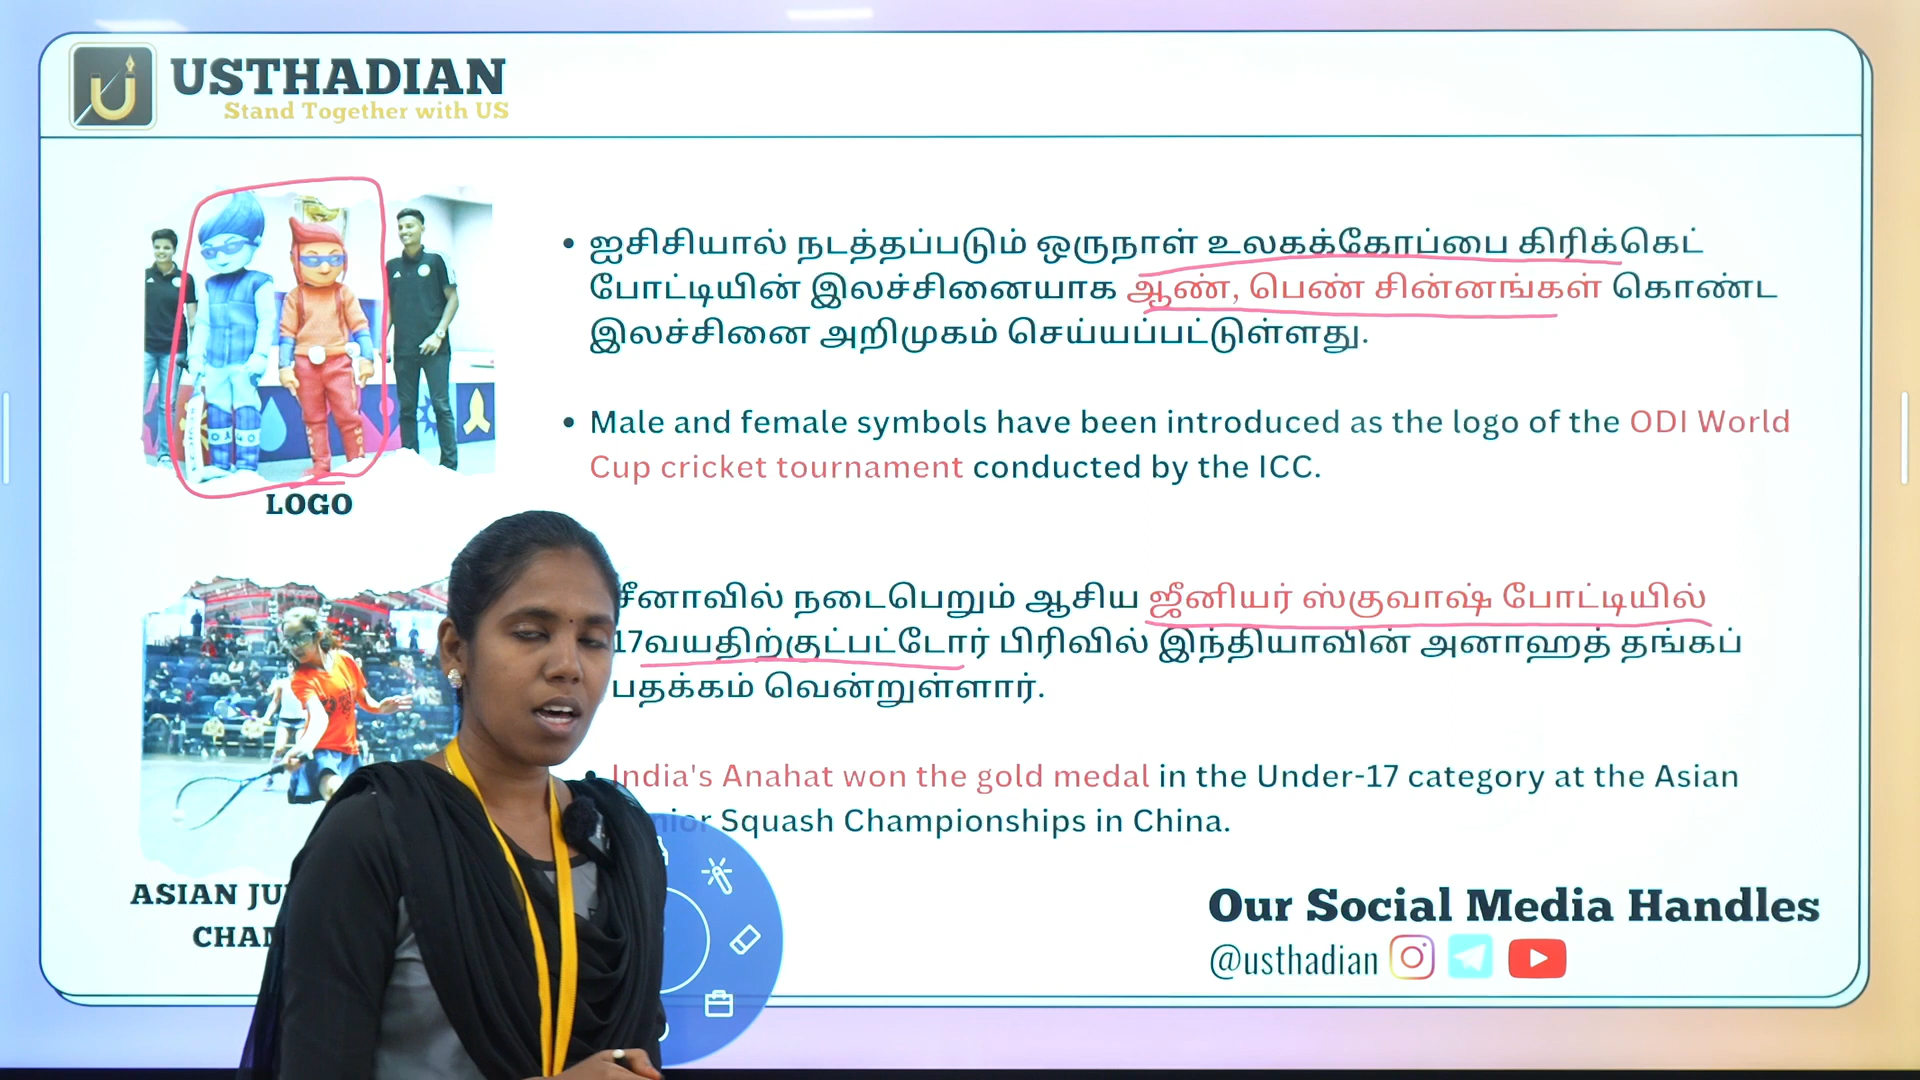 USTHADIAN
Stand Together with US
ஐசிசியால் நடத்தப்படும் ஒருநாள் உலகக்கோப்பை கிரிக்கெட்
போட்டியின் இலச்சினையாக ஆண், பெண் சின்னங்கள் கொண்ட
இலச்சினை அறிமுகம் செய்யப்பட்டுள்ளது.
Male and female symbols have been introduced as the logo of the ODI World
Cup cricket tournament conducted by the ICC.
LOGO
சீனாவில் நடைபெறும் ஆசிய ஜீனியர் ஸ்குவாஷ் போட்டியில்
17வயதிற்குட்பட்டோர் பிரிவில் இந்தியாவின் அனாஹத் தங்கப்
பதக்கம் வென்றுள்ளார்.
India's Anahat won the gold medal in the Under-17 category at the Asian
Squash Championships in China.
ASIAN
Our Social Media Handles
@usthadian